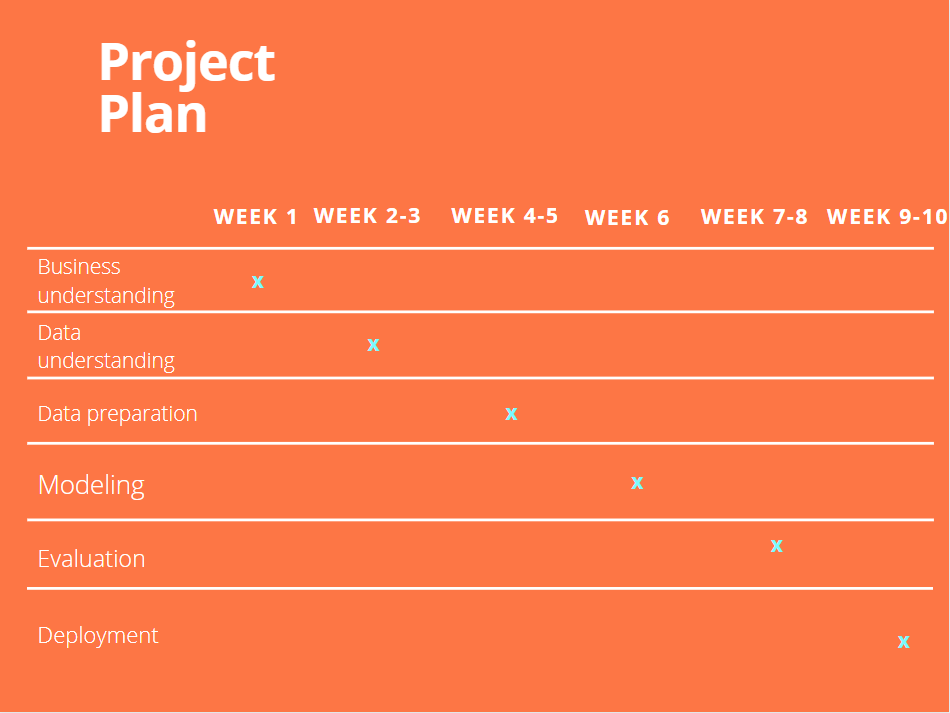 Project
Plan
WEEK 1 WEEK 2-3 WEEK 4-5 WEEK 6 WEEK 7-8 WEEK 9-10
Business
understanding
x
Data
understanding
x
Data preparation x
Modeling x
Evaluation x
Deployment x